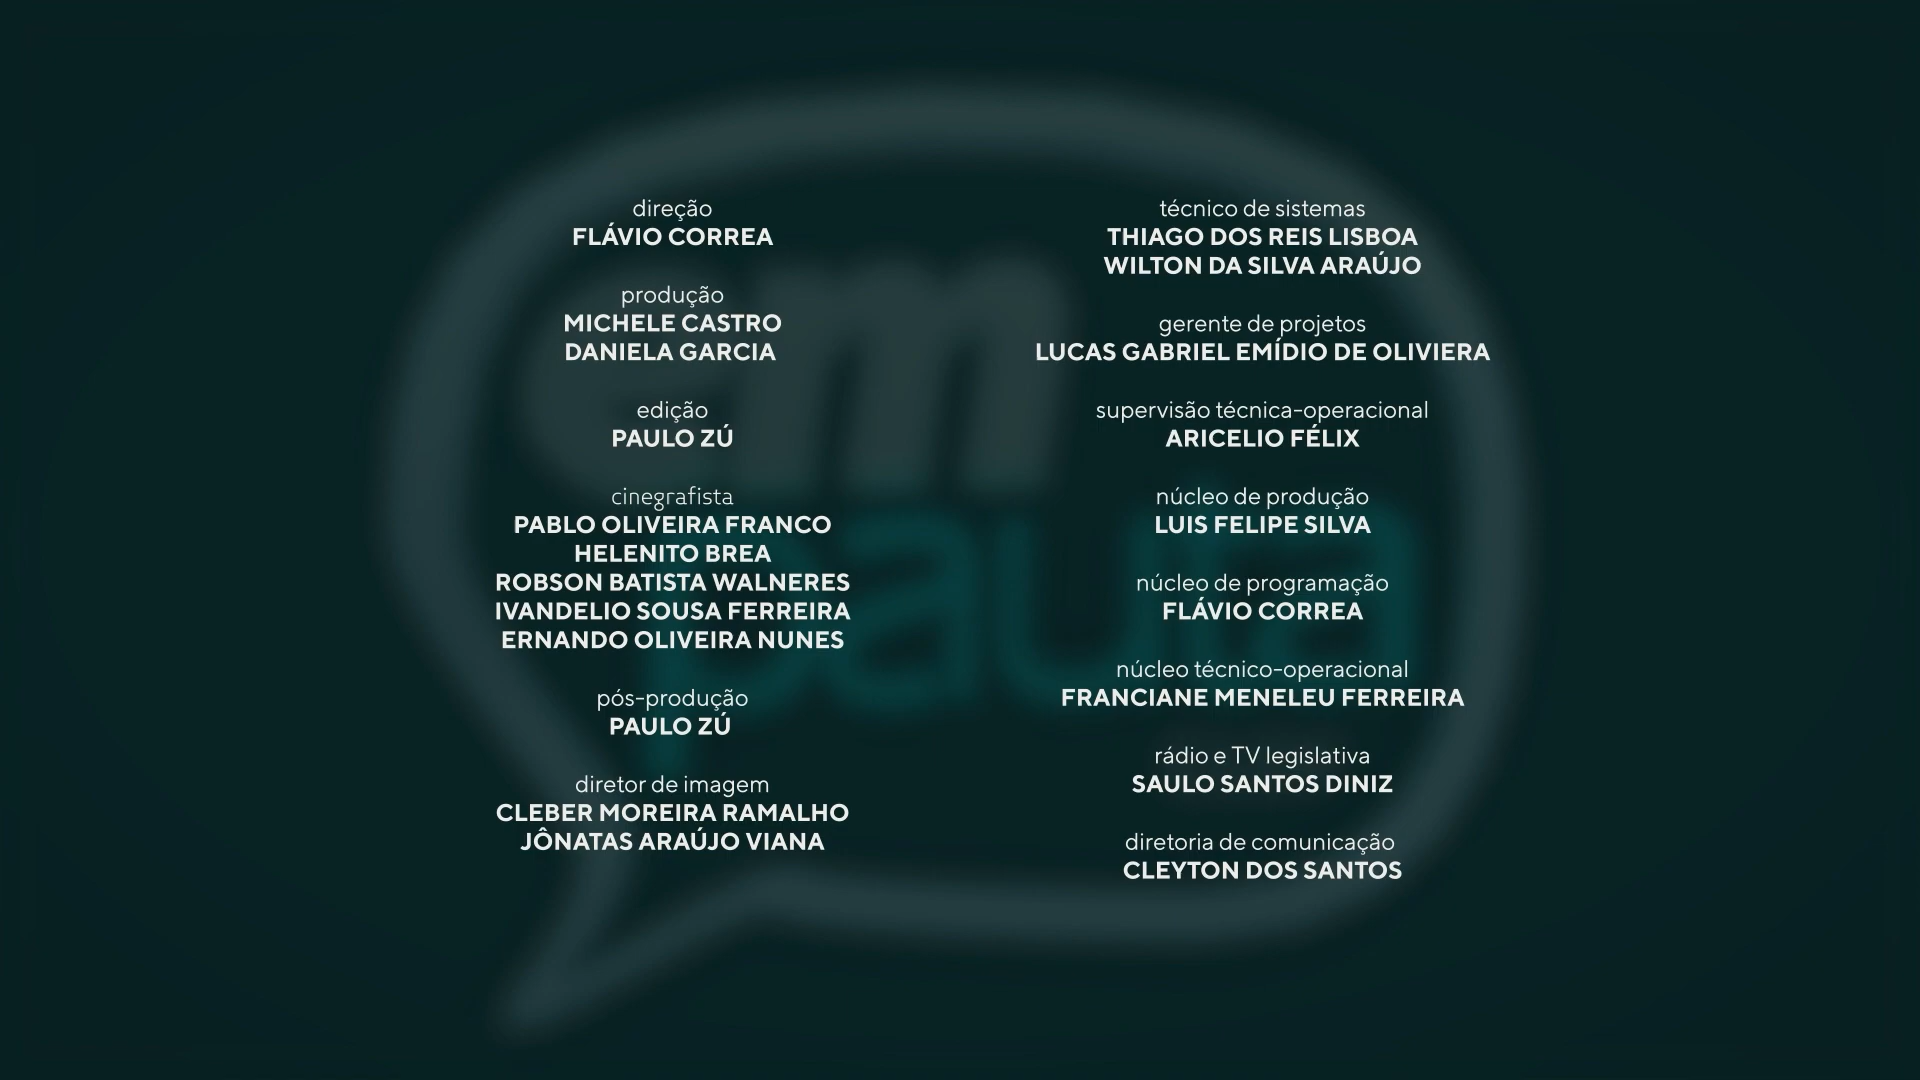 direção
FLÁVIO CORREA
produção
MICHELE CASTRO
DANIELA GARCIA
edição
PAULO ZÚ
cinegrafista
PABLO OLIVEIRA FRANCO
HELENITO BREA
ROBSON BATISTA WALNERES
IVANDELIO SOUSA FERREIRA
ERNANDO OLIVEIRA NUNES
pós-produção
PAULO ZÚ
diretor de imagem
CLEBER MOREIRA RAMALHO
JÔNATAS ARAÚJO VIANA
técnico de sistemas
THIAGO DOS REIS LISBOA
WILTON DA SILVA ARAÚJO
gerente de projetos
LUCAS GABRIEL EMÍDIO DE OLIVIERA
supervisão técnica-operacional
ARICELIO FÉLIX
núcleo de produção
LUIS FELIPE SILVA
núcleo de programação
FLÁVIO CORREA
núcleo técnico-operacional
FRANCIANE MENELEU FERREIRA
rádio e TV legislativa
SAULO SANTOS DINIZ
diretoria de comunicação
CLEYTON DOS SANTOS
em
pauta